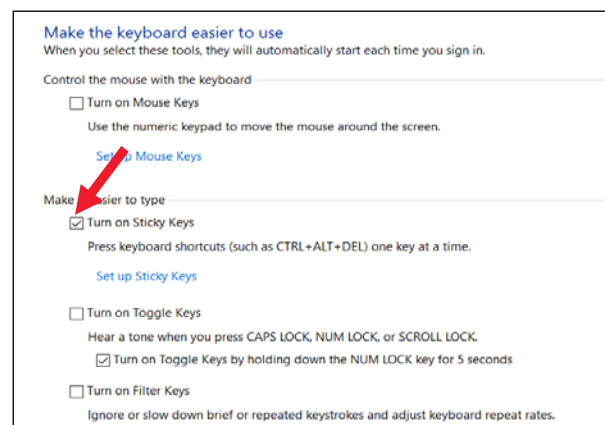 Make the keyboard easier to use
When you select these tools, they will automatically start each time you sign in.
Control the mouse with the keyboard
Turn on Mouse Keys
Use the numeric keypad to move the mouse around the screen.
Set up Mouse Keys
Make easier to type
Turn on Sticky Keys
Press keyboard shortcuts (such as CTRL+ALT+DEL) one key at a time.
Set up Sticky Keys
Turn on Toggle Keys
Hear a tone when you press CAPS LOCK, NUM LOCK, or SCROLL LOCK.
Turn on Toggle Keys by holding down the NUM LOCK key for 5 seconds
Turn on Filter Keys
Ignore or slow down brief or repeated keystrokes and adjust keyboard repeat rates.